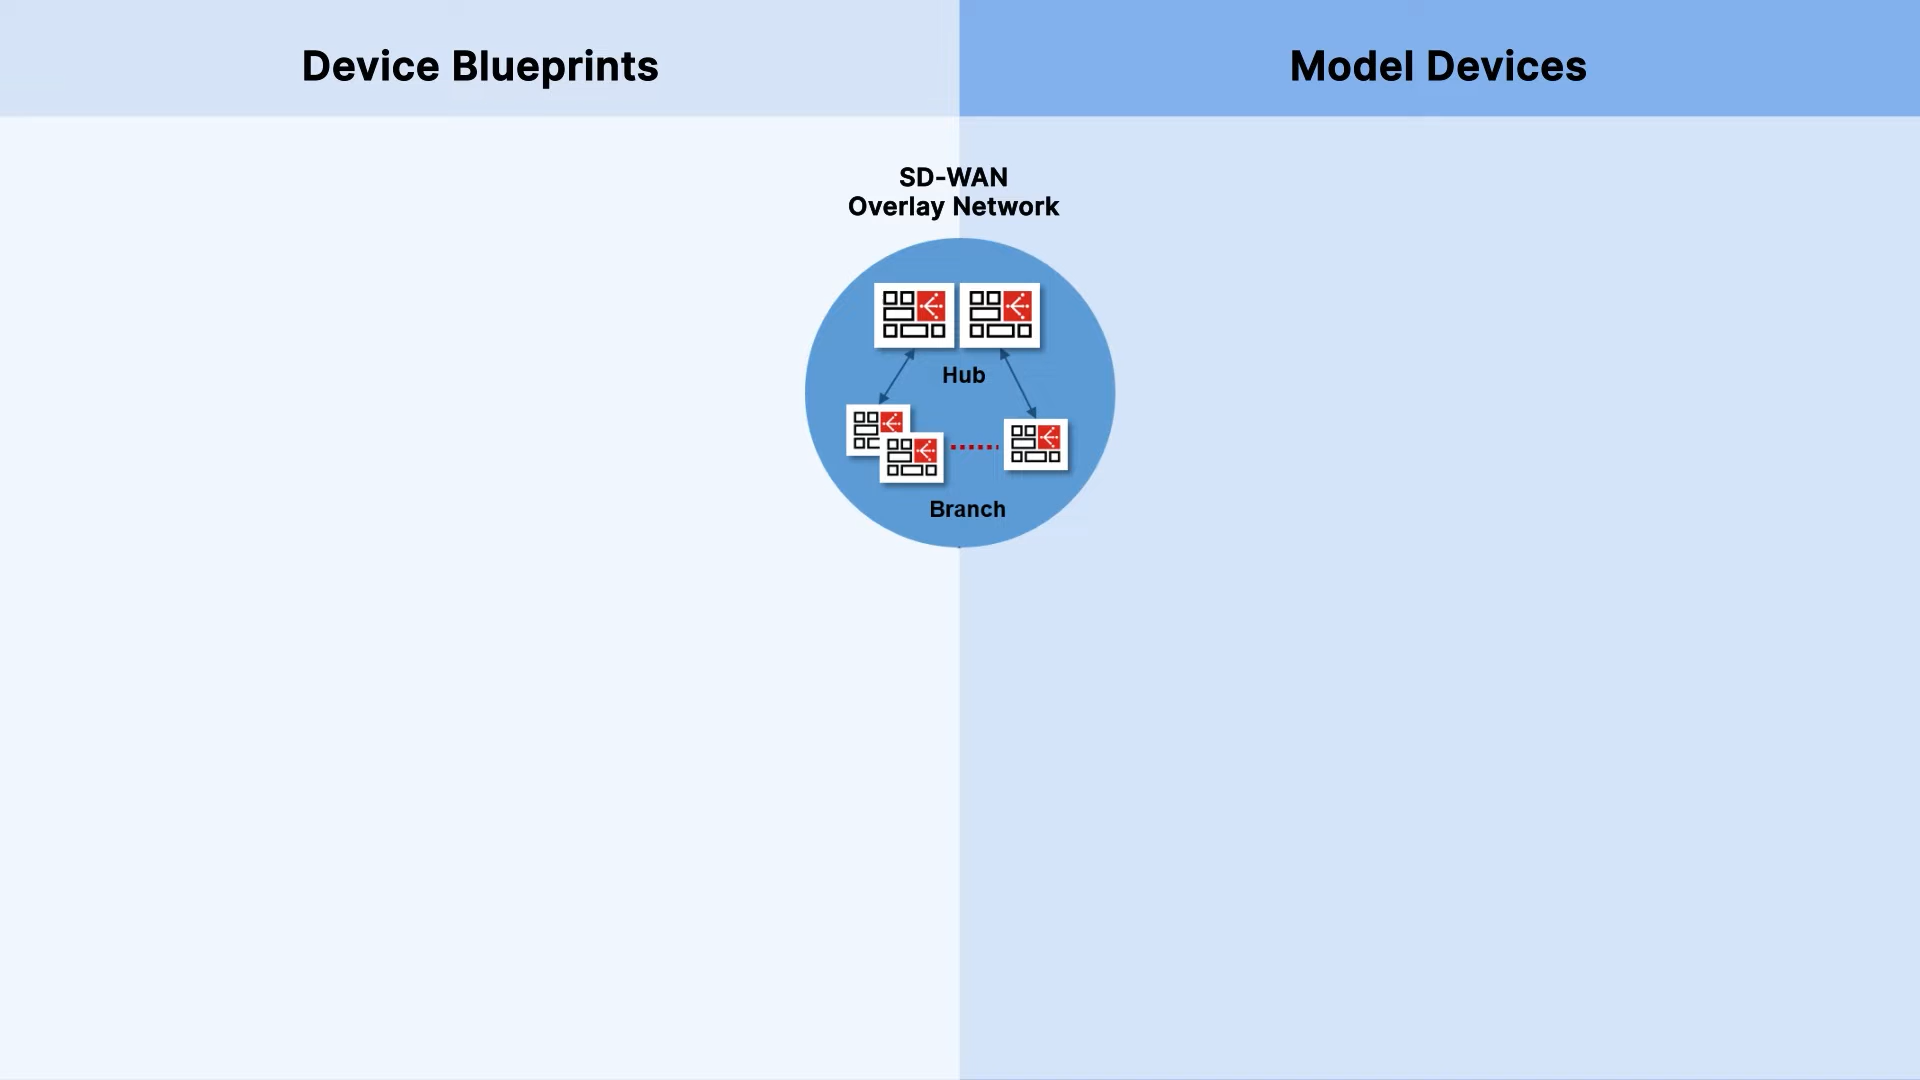 Device Blueprints
Model Devices
SD-WAN
Overlay Network
Hub
Branch